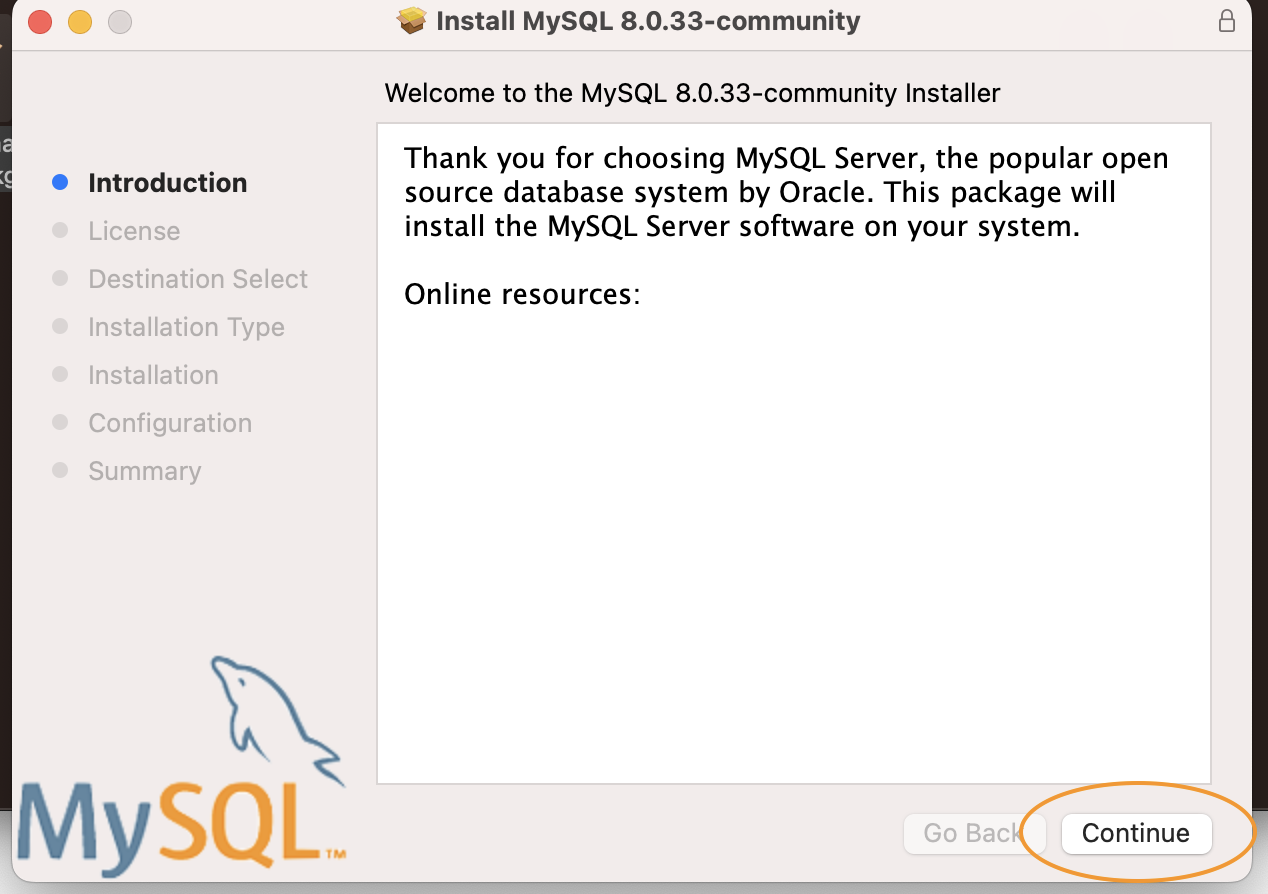 Install MySQL 8.0.33-community
Welcome to the MySQL 8.0.33-community Installer
Introduction
License
Destination Select
Installation Type
Installation
Configuration
Summary
Thank you for choosing MySQL Server, the popular open
source database system by Oracle. This package will
install the MySQL Server software on your system.
Online resources:
MySQL™
Go Back
Continue